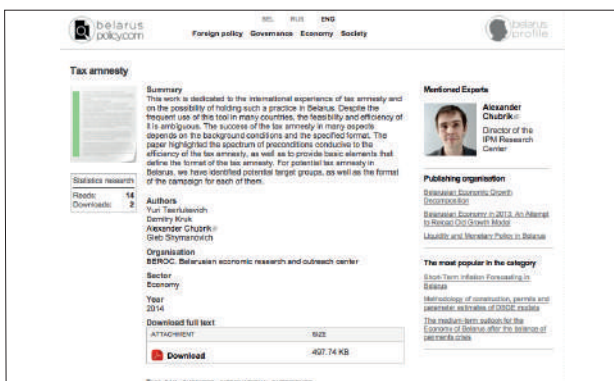 belarus
policy.com
BEL RUS ENG
Foreign policy Governance Economy Society
belarus
profile
Tax amnesty
Summary
This work is dedicated to the international experience of tax amnesty and
on the possibility of holding such a practice in Belarus. Despite the
frequent use of this tool in many countries, the feasibility and efficiency of
it is ambiguous. The success of the tax amnesty in many aspects
depends on the background conditions and the specified format. The
paper highlighted the spectrum of preconditions conducive to the
efficiency of the tax amnesty, as well as to provide basic elements that
define the format of the tax amnesty. For potential tax amnesty in
Belarus, we have identified potential target groups, as well as the format
of the campaign for each of them.
Statistics research
Reads: 14
Downloads: 2
Authors
Yuri Tserlukevich
Dzmitry Kruk
Alexander Chubrik
Gleb Shymanovich
Organisation
BEROC. Belarusian economic research and outreach center
Sector
Economy
Year
2014
Download full text
ATTACHMENT SIZE
Download 497.74 KB
Mentioned Experts
Alexander
Chubrik
Director of the
IPM Research
Center
Publishing organisation
Belarusian Economic Growth
Decomposition
Belarusian Economy in 2013: An Attempt
to Reload Old Growth Model
Liquidity and Monetary Policy in Belarus
The most popular in the category
Short-Term Inflation Forecasting in
Belarus
Methodology of construction, permits and
parameter estimates of DSGE models
The medium-term outlook for the
Economy of Belarus after the balance of
payments crisis